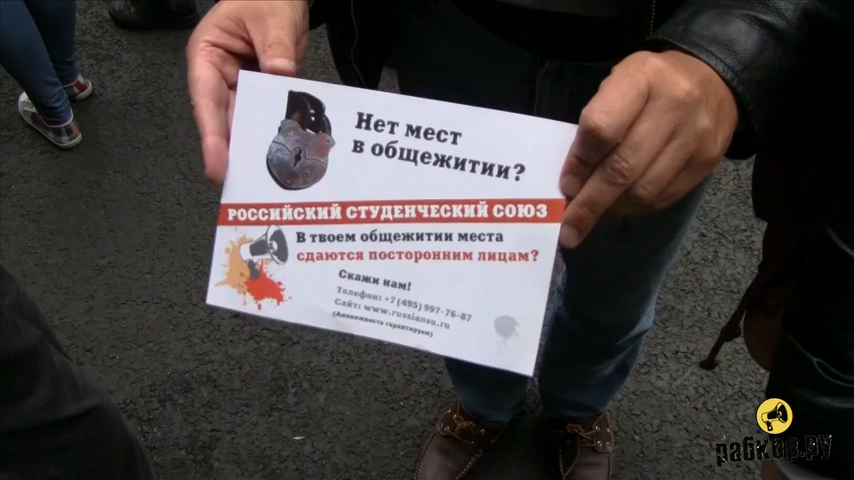 Нет мест
в общежитии?
РОССИЙСКИЙ СТУДЕНЧЕСКИЙ СОЮЗ
В твоем общежитии места
сдаются посторонним лицам?
Скажи нам!
Телефон: +7 (495) 997-76-87
Сайт: www.russiansu.ru
(Анонимность гарантируем)
рабкор.ру